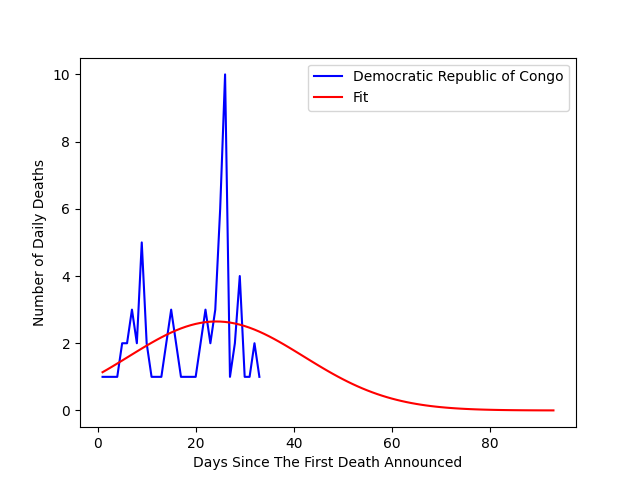 Democratic Republic of Congo
Fit
10
8
6
4
2
0
Number of Daily Deaths
0 20 40 60 80
Days Since The First Death Announced